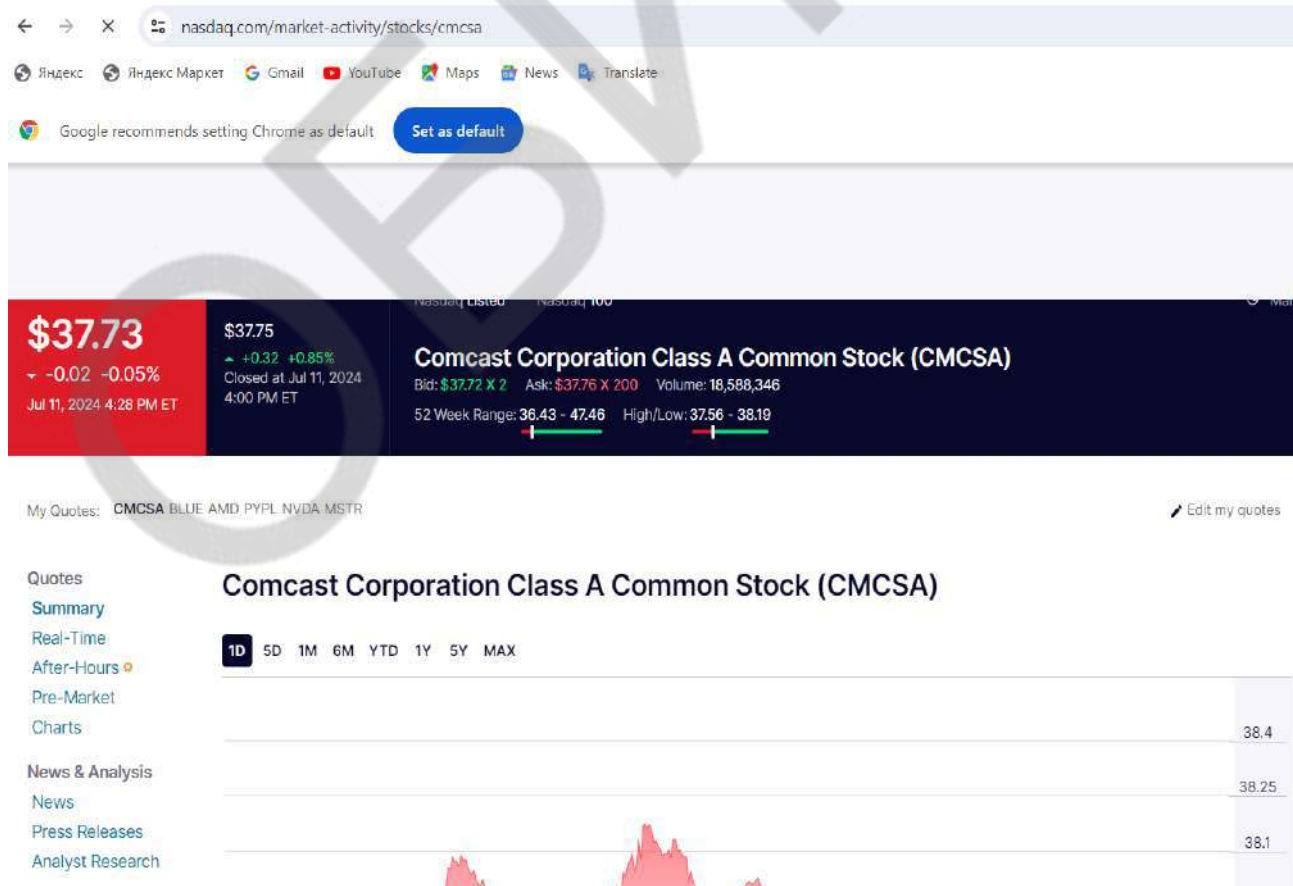 nasdaq.com/market-activity/stocks/cmcsa
Яндекс Яндекс Маркет Gmail YouTube Maps News Translate
Google recommends setting Chrome as default Set as default
Nasdaq Listed Nasdaq 100
$37.73
-0.02 -0.05%
Jul 11, 2024 4:28 PM ET
$37.75
+0.32 +0.85%
Closed at Jul 11, 2024
4:00 PM ET
Comcast Corporation Class A Common Stock (CMCSA)
Bid: $37.72 X 2 Ask: $37.76 X 200 Volume: 18,588,346
52 Week Range: 36.43 - 47.46 High/Low: 37.56 - 38.19
My Quotes: CMCSA BLUE AMD PYPL NVDA MSTR
Edit my quotes
Quotes
Summary
Real-Time
After-Hours
Pre-Market
Charts
News & Analysis
News
Press Releases
Analyst Research
Comcast Corporation Class A Common Stock (CMCSA)
1D 5D 1M 6M YTD 1Y 5Y MAX
38.4
38.25
38.1